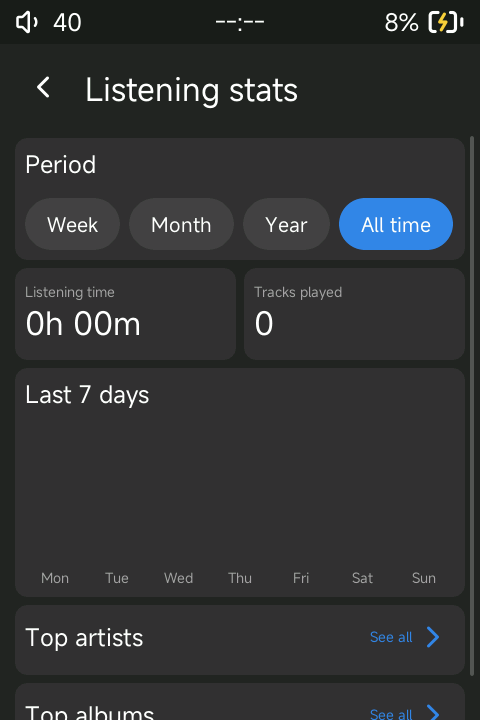 40 --:-- 8%
Listening stats
Period
Week Month Year All time
Listening time Tracks played
0h 00m 0
Last 7 days
Mon Tue Wed Thu Fri Sat Sun
Top artists See all
Top albums See all